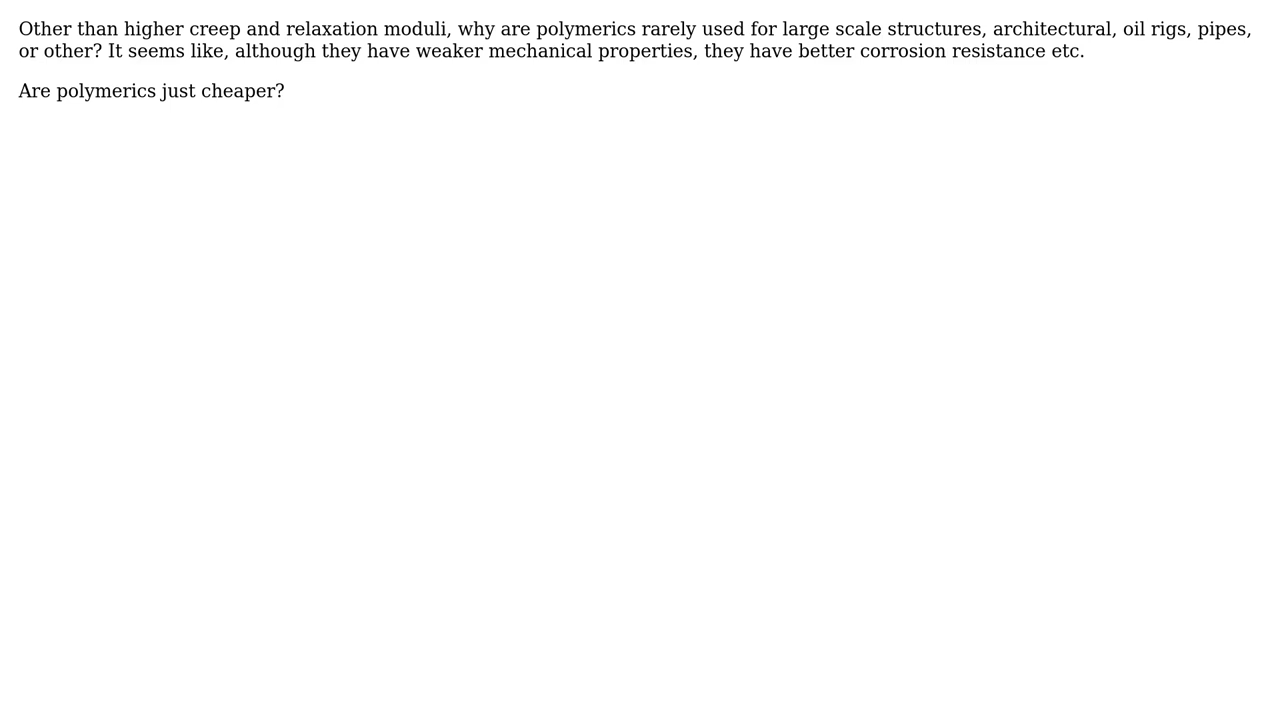 Other than higher creep and relaxation moduli, why are polymerics rarely used for large scale structures, architectural, oil rigs, pipes,
or other? It seems like, although they have weaker mechanical properties, they have better corrosion resistance etc.
Are polymerics just cheaper?